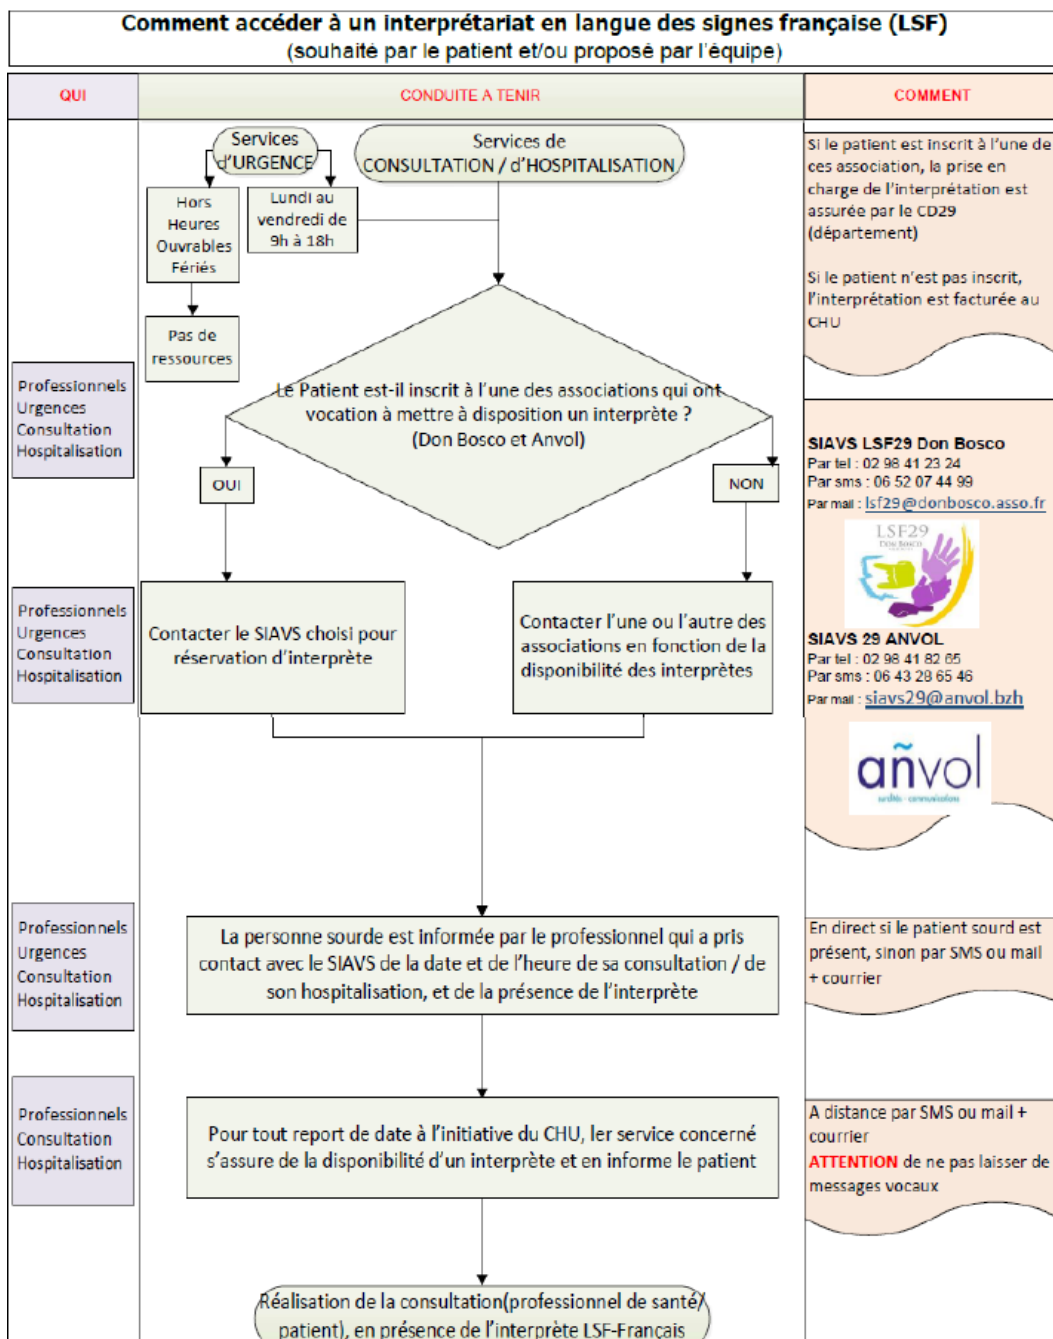 Comment accéder à un interprétariat en langue des signes française (LSF)
(souhaité par le patient et/ou proposé par l'équipe)
QUI
CONDUITE A TENIR
COMMENT
Services
d'URGENCE
Services de
CONSULTATION / d'HOSPITALISATION
Hors
Heures
Ouvrables
Fériés
Lundi au
vendredi de
9h à 18h
Pas de
ressources
Si le patient est inscrit à l'une de
ces association, la prise en
charge de l'interprétation est
assurée par le CD29
(département)
Si le patient n'est pas inscrit,
l'interprétation est facturée au
CHU
Professionnels
Urgences
Consultation
Hospitalisation
Le Patient est-il inscrit à l'une des associations qui ont
vocation à mettre à disposition un interprète ?
(Don Bosco et Anvol)
OUI
NON
SIAVS LSF29 Don Bosco
Par tel : 02 98 41 23 24
Par sms : 06 52 07 44 99
Par mail : lsf29@donbosco.asso.fr
LSF29
DON BOSCO
Professionnels
Urgences
Consultation
Hospitalisation
Contacter le SIAVS choisi pour
réservation d'interprète
Contacter l'une ou l'autre des
associations en fonction de la
disponibilité des interprètes
SIAVS 29 ANVOL
Par tel : 02 98 41 82 65
Par sms : 06 43 28 65 46
Par mail : siavs29@anvol.bzh
añvol
surdités - communications
Professionnels
Urgences
Consultation
Hospitalisation
La personne sourde est informée par le professionnel qui a pris
contact avec le SIAVS de la date et de l'heure de sa consultation / de
son hospitalisation, et de la présence de l'interprète
En direct si le patient sourd est
présent, sinon par SMS ou mail
+ courrier
Professionnels
Consultation
Hospitalisation
Pour tout report de date à l'initiative du CHU, ler service concerné
s'assure de la disponibilité d'un interprète et en informe le patient
A distance par SMS ou mail +
courrier
ATTENTION de ne pas laisser de
messages vocaux
Réalisation de la consultation(professionnel de santé/
patient), en présence de l'interprète LSF-Français